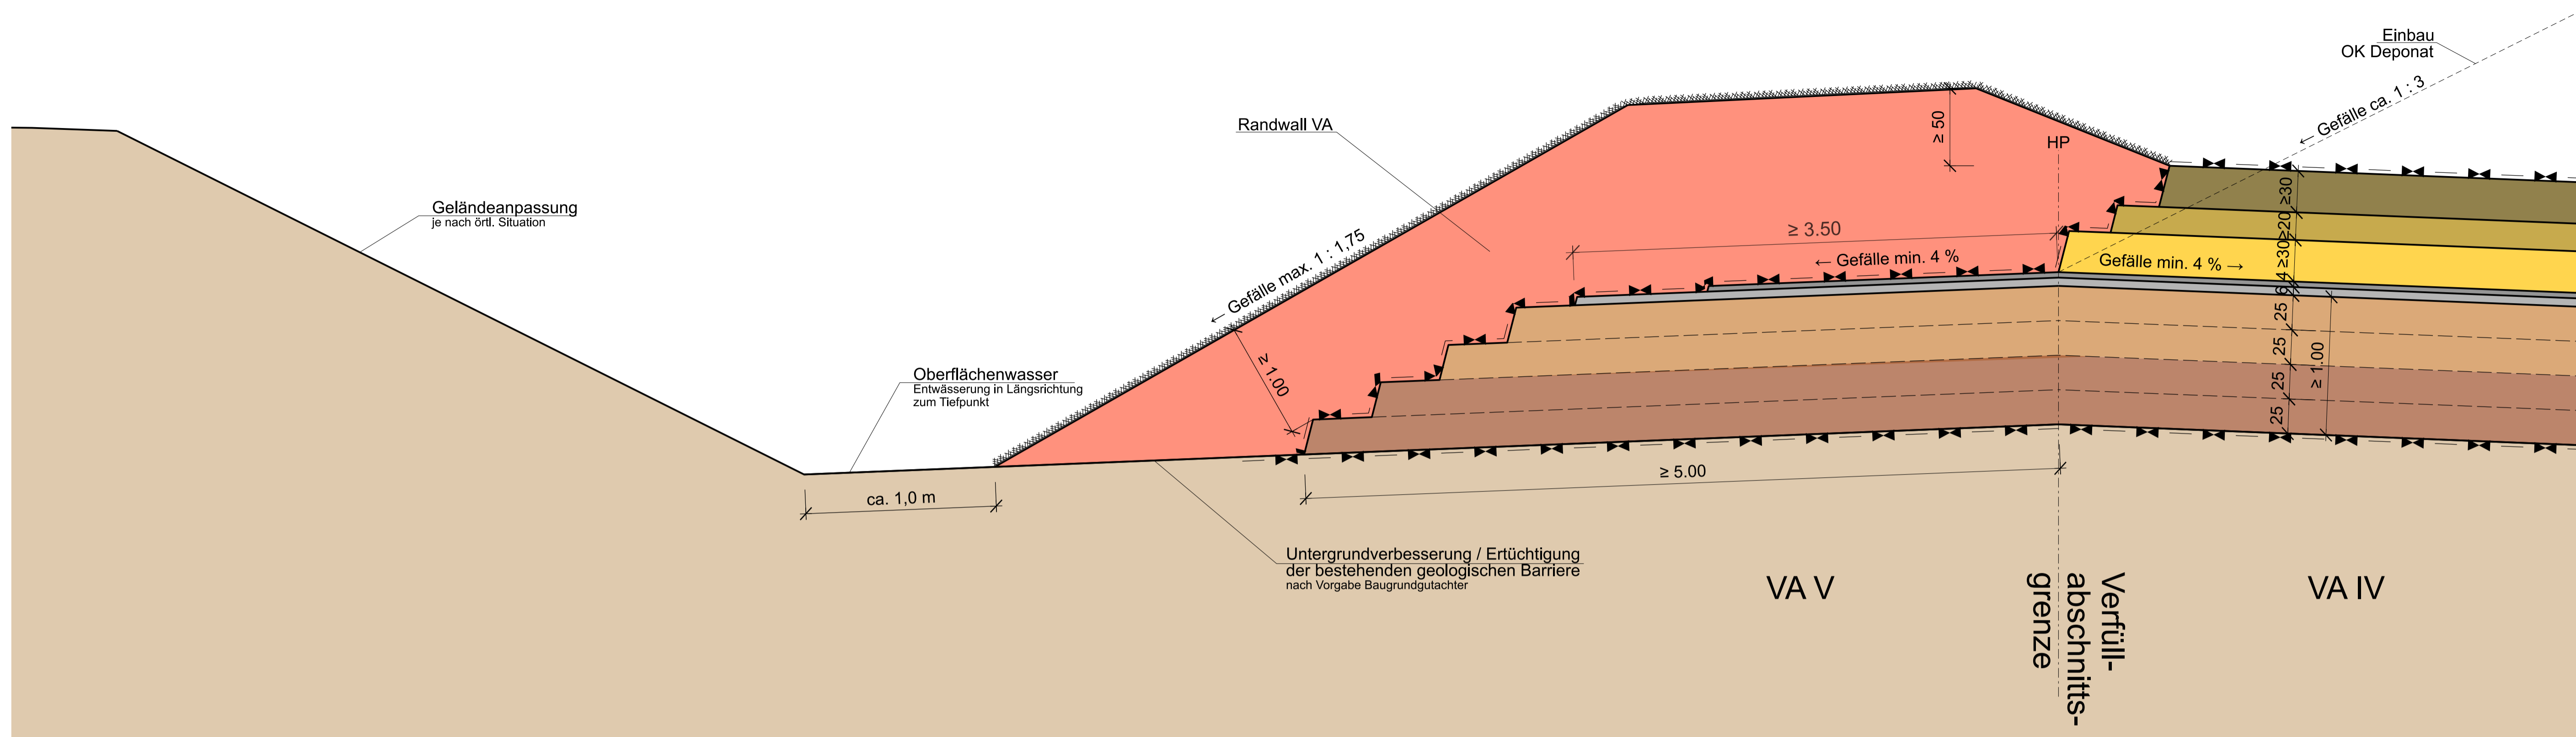 Einbau
OK Deponat
← Gefälle ca. 1 : 3
Randwall VA
≥ 50
HP
Geländeanpassung
je nach örtl. Situation
← Gefälle max. 1 : 1,75
≥ 3.50
← Gefälle min. 4 %
Gefälle min. 4 % →
≥30
≥20
≥30
4
6
25
25
25
25
≥ 1.00
≥ 1.00
Oberflächenwasser
Entwässerung in Längsrichtung
zum Tiefpunkt
ca. 1,0 m
≥ 5.00
Untergrundverbesserung / Ertüchtigung
der bestehenden geologischen Barriere
nach Vorgabe Baugrundgutachter
VA V
Verfüll-
abschnitts-
grenze
VA IV